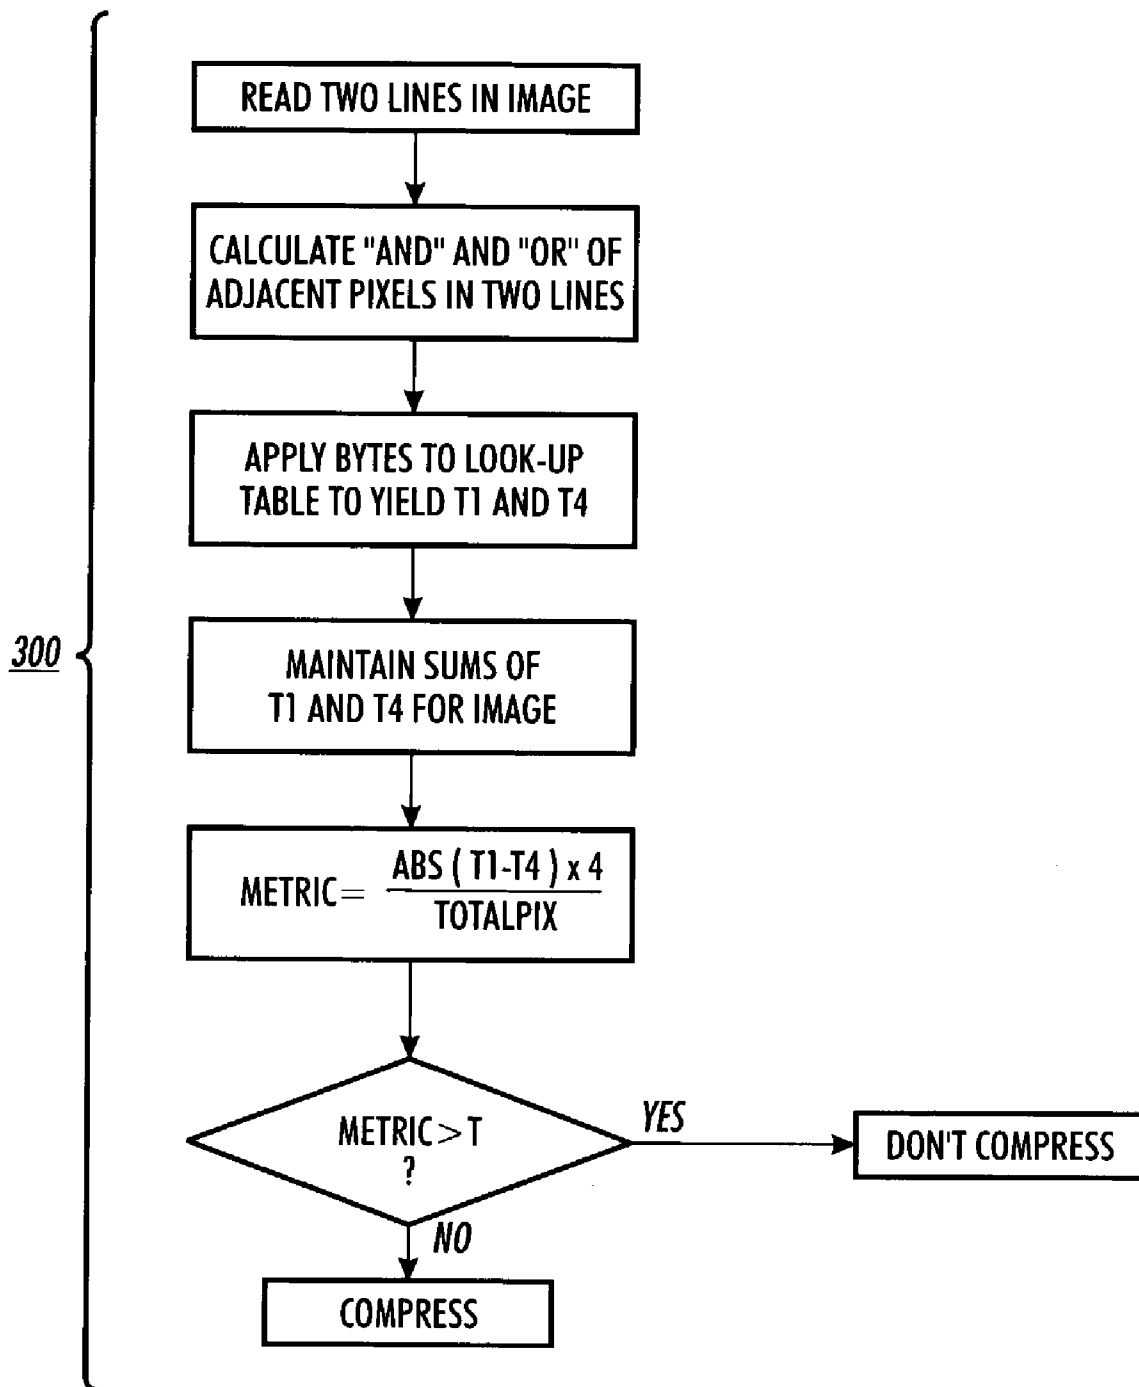 READ TWO LINES IN IMAGE
CALCULATE "AND" AND "OR" OF
ADJACENT PIXELS IN TWO LINES
APPLY BYTES TO LOOK-UP
TABLE TO YIELD T1 AND T4
300
MAINTAIN SUMS OF
T1 AND T4 FOR IMAGE
METRIC = ABS ( T1-T4 ) x 4
TOTALPIX
METRIC > T
?
YES
DON'T COMPRESS
NO
COMPRESS